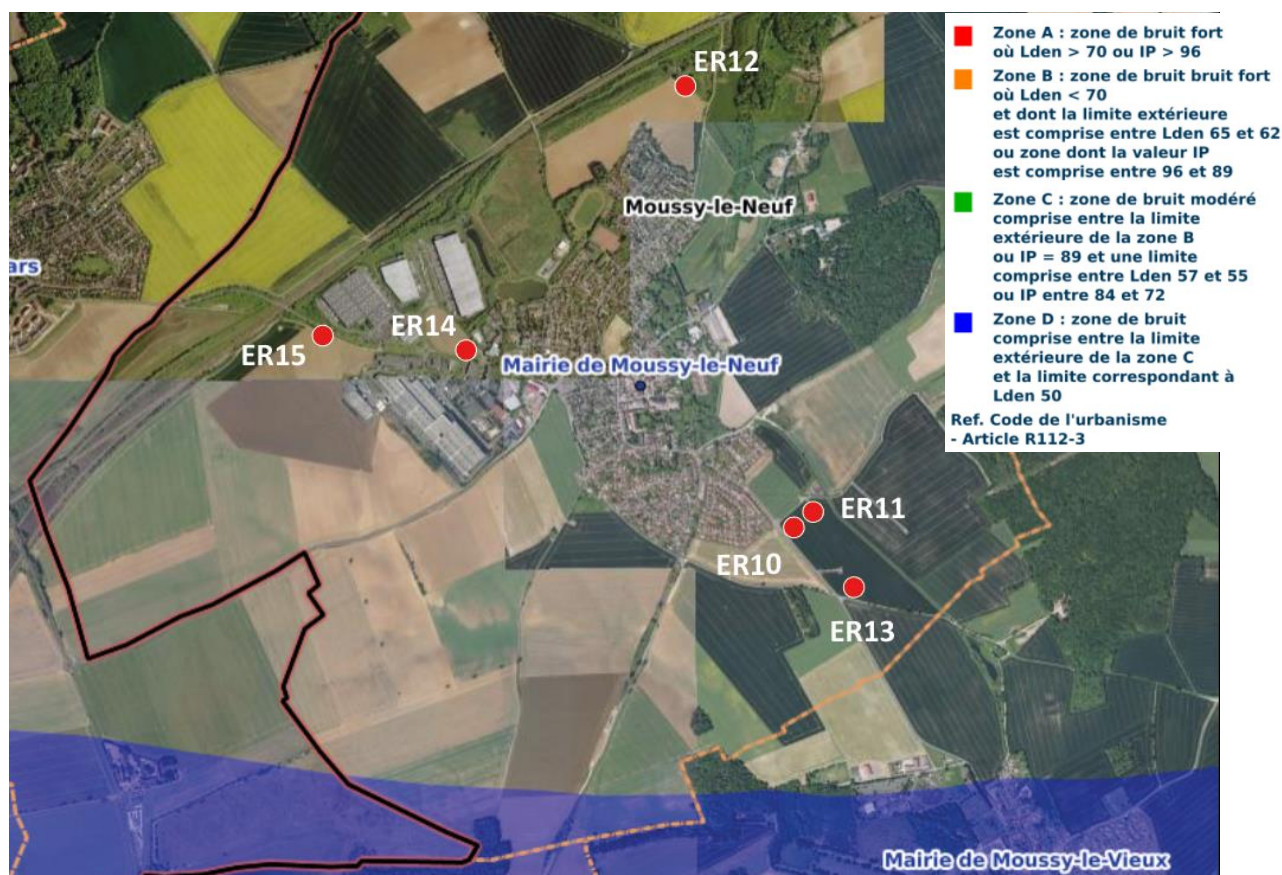 ER12
Moussy-le-Neuf
ars
ER14
ER15
Mairie de Moussy-le-Neuf
ER11
ER10
ER13
Mairie de Moussy-le-Vieux
Zone A : zone de bruit fort
où Lden > 70 ou IP > 96
Zone B : zone de bruit bruit fort
où Lden < 70
et dont la limite extérieure
est comprise entre Lden 65 et 62
ou zone dont la valeur IP
est comprise entre 96 et 89
Zone C : zone de bruit modéré
comprise entre la limite
extérieure de la zone B
ou IP = 89 et une limite
comprise entre Lden 57 et 55
ou IP entre 84 et 72
Zone D : zone de bruit
comprise entre la limite
extérieure de la zone C
et la limite correspondant à
Lden 50
Ref. Code de l'urbanisme
- Article R112-3